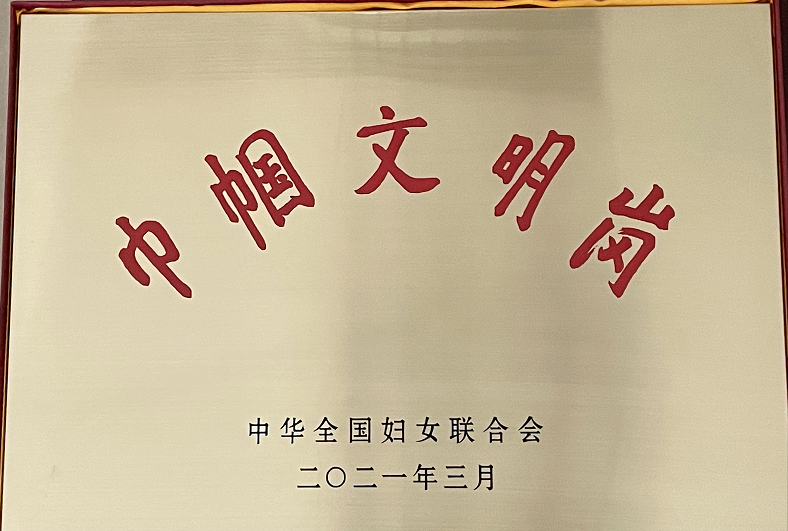 巾帼文明岗
中华全国妇女联合会
二〇二一年三月